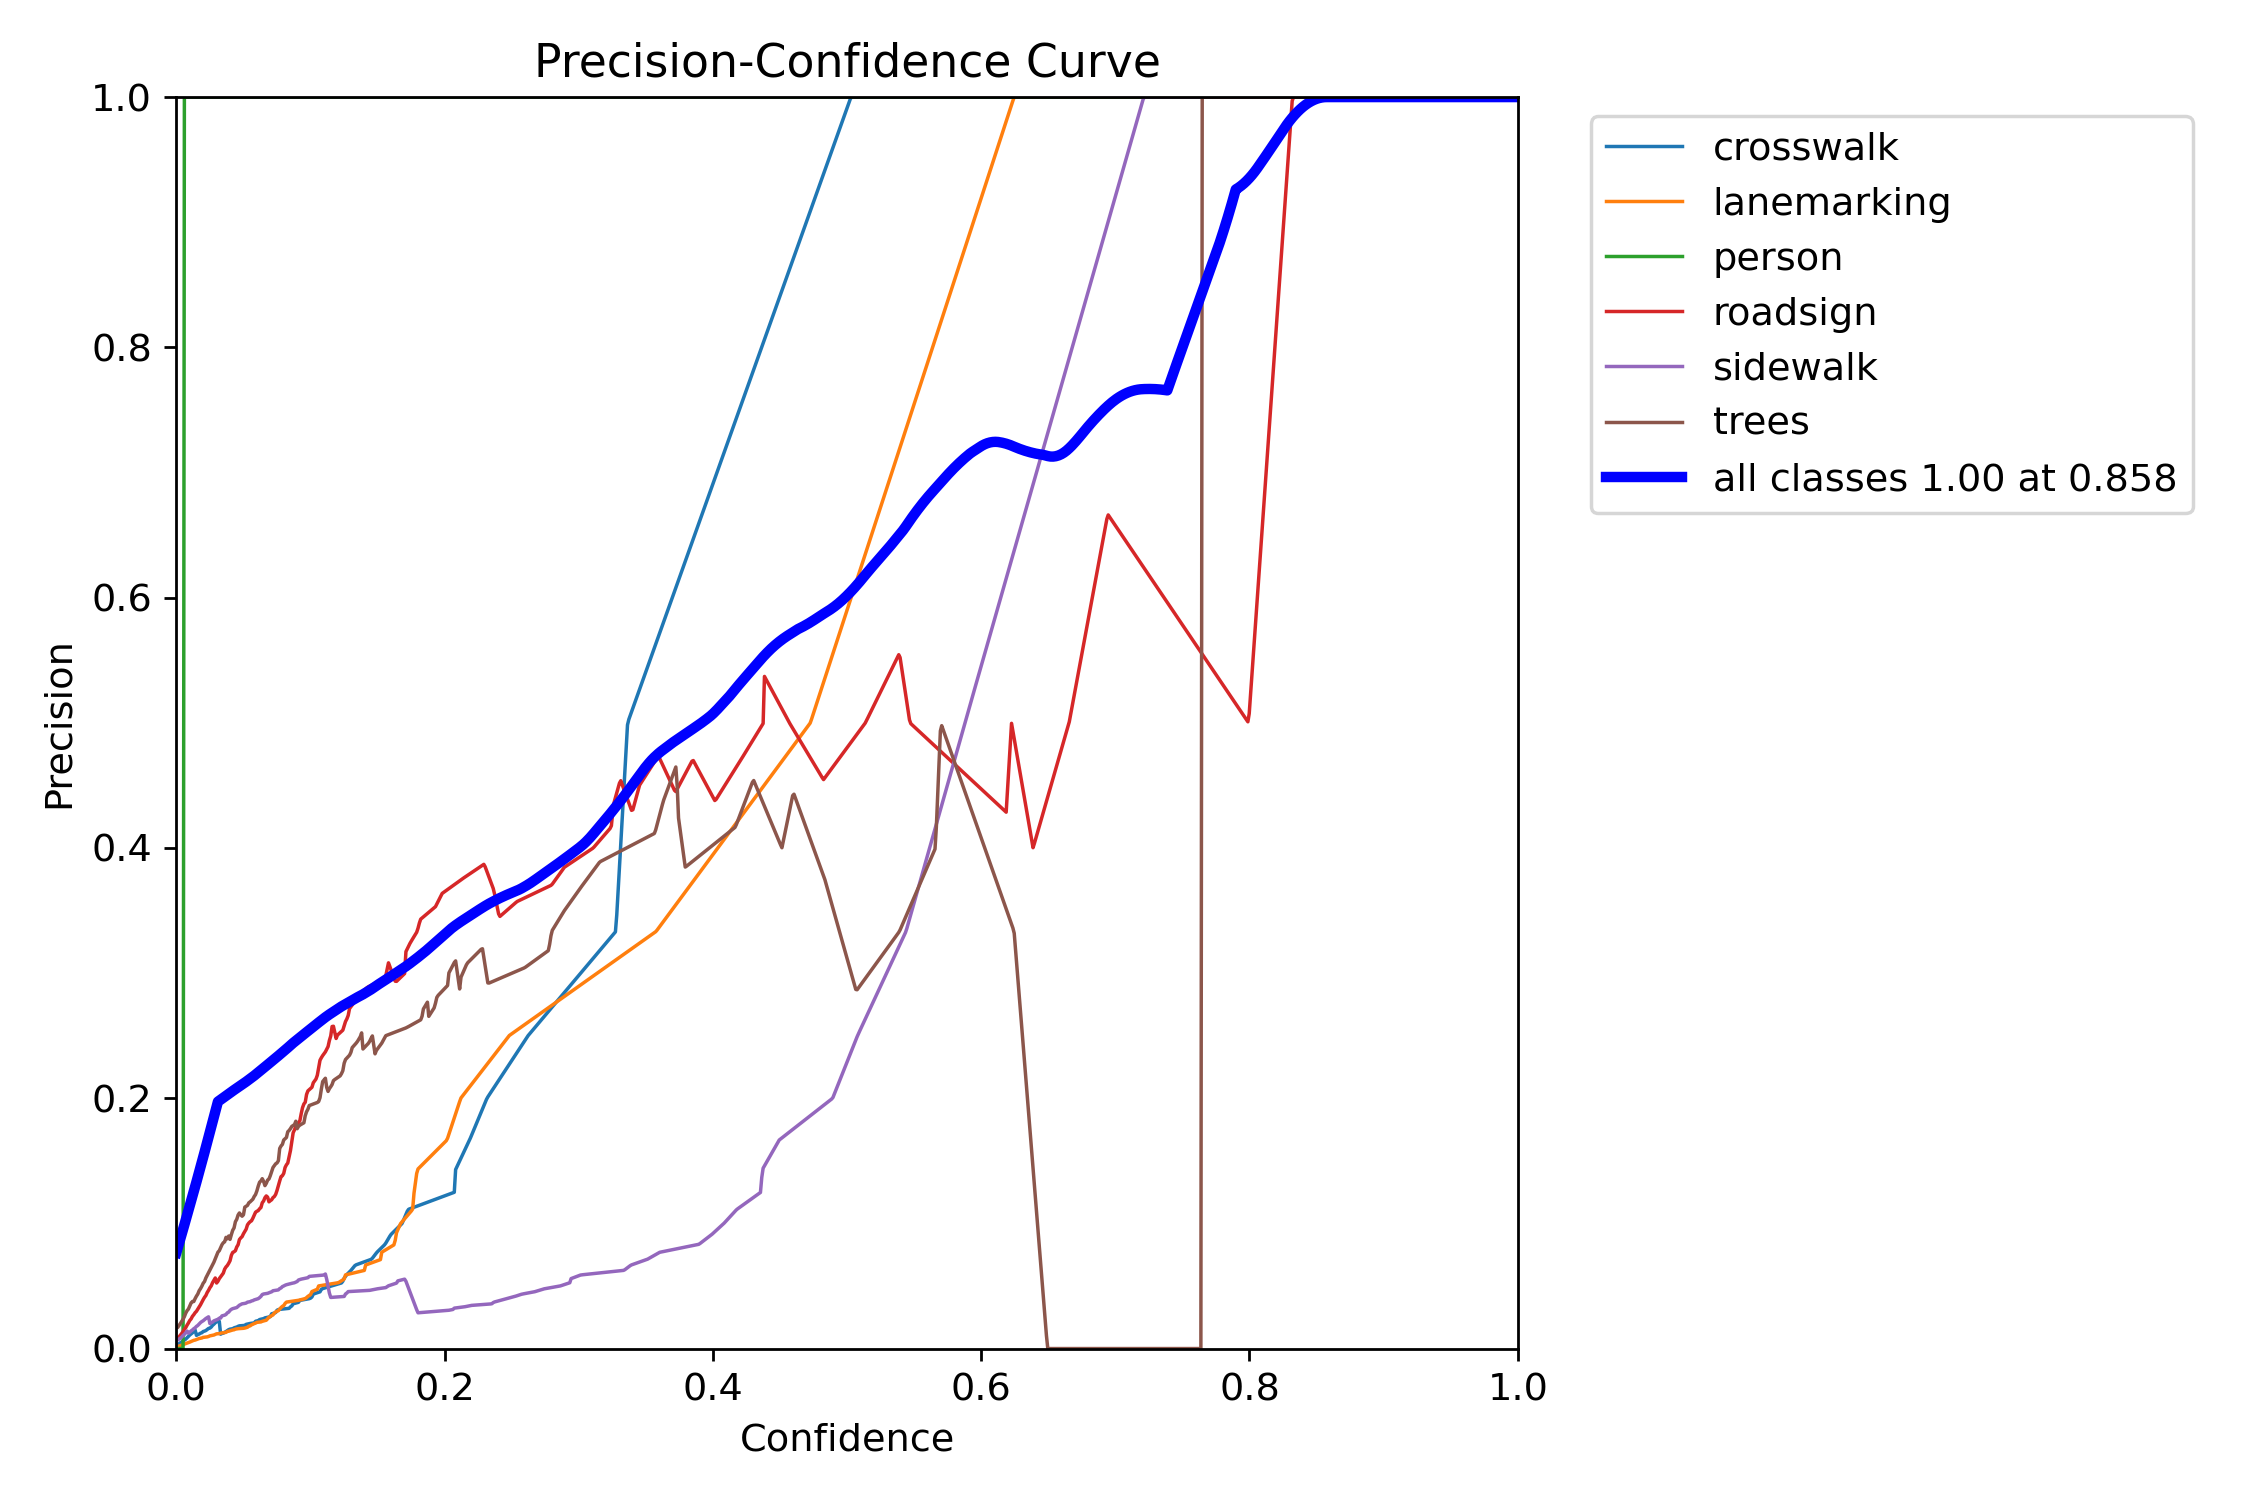 Precision-Confidence Curve
1.0
0.8
0.6
0.4
0.2
0.0
Precision
0.0 0.2 0.4 0.6 0.8 1.0
Confidence
crosswalk
lanemarking
person
roadsign
sidewalk
trees
all classes 1.00 at 0.858